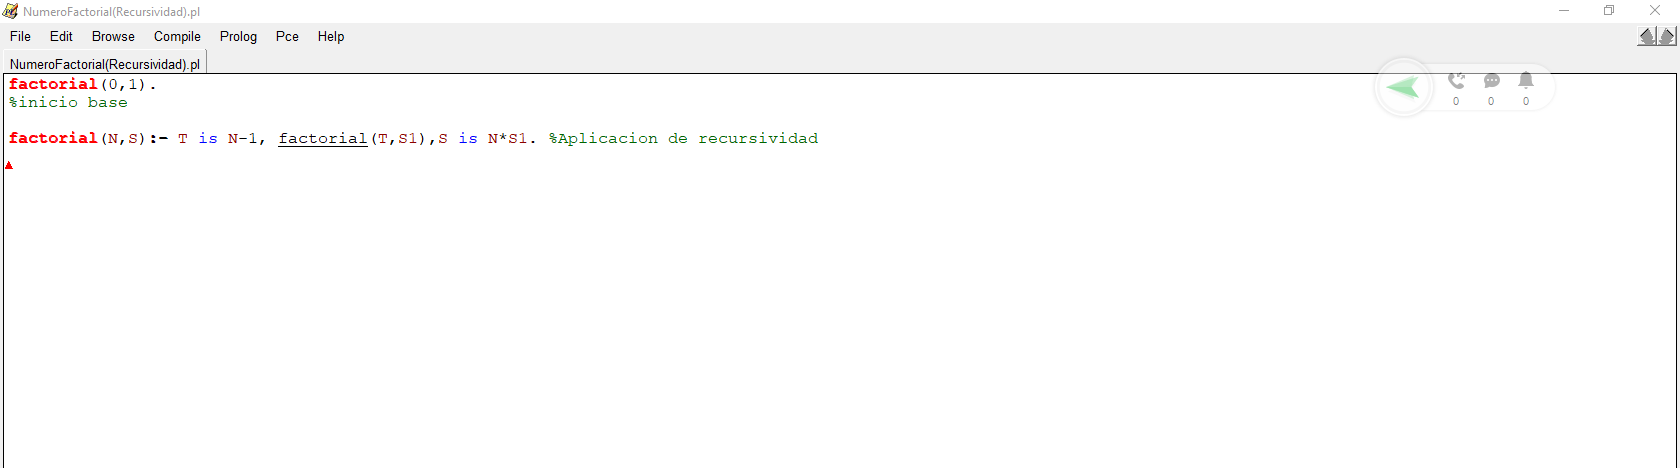 NumeroFactorial(Recursividad).pl
File Edit Browse Compile Prolog Pce Help
NumeroFactorial(Recursividad).pl
factorial(0,1).
%inicio base
factorial(N,S):- T is N-1, factorial(T,S1),S is N*S1. %Aplicacion de recursividad
0 0 0